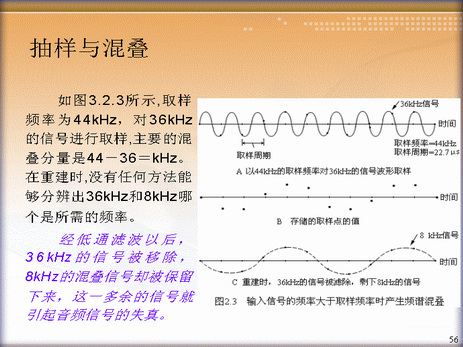 抽样与混叠
如图3.2.3所示,取样
频率为44kHz，对36kHz
的信号进行取样,主要的混
叠分量是44－36＝kHz。
在重建时,没有任何方法能
够分辨出36kHz和8kHz哪
个是所需的频率。
经低通滤波以后，
36kHz的信号被移除，
8kHz的混叠信号却被保留
下来，这一多余的信号就
引起音频信号的失真。
36kHz信号
时间
取样周期
取样频率=44kHz
取样周期=22.7μs
A 以44kHz的取样频率对36kHz的信号波形取样
时间
B 存储的取样点的值
8 kHz信号
时间
C 重建时，36kHz的信号被滤除，剩下8kHz的信号
图2.3 输入信号的频率大于取样频率时产生频谱混叠
56